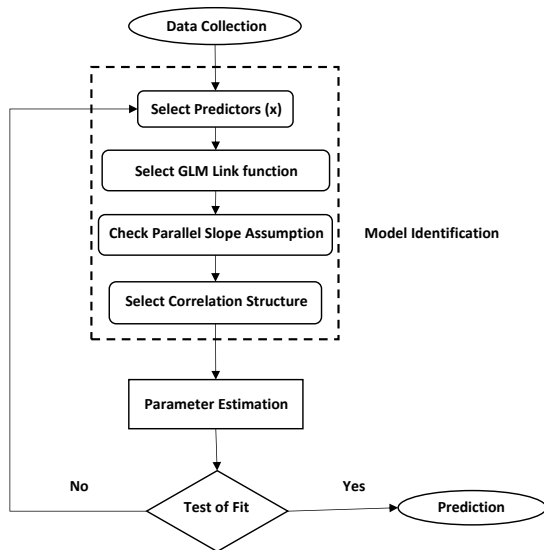 Data Collection
Select Predictors (x)
Select GLM Link function
Check Parallel Slope Assumption
Model Identification
Select Correlation Structure
Parameter Estimation
No
Test of Fit
Yes
Prediction